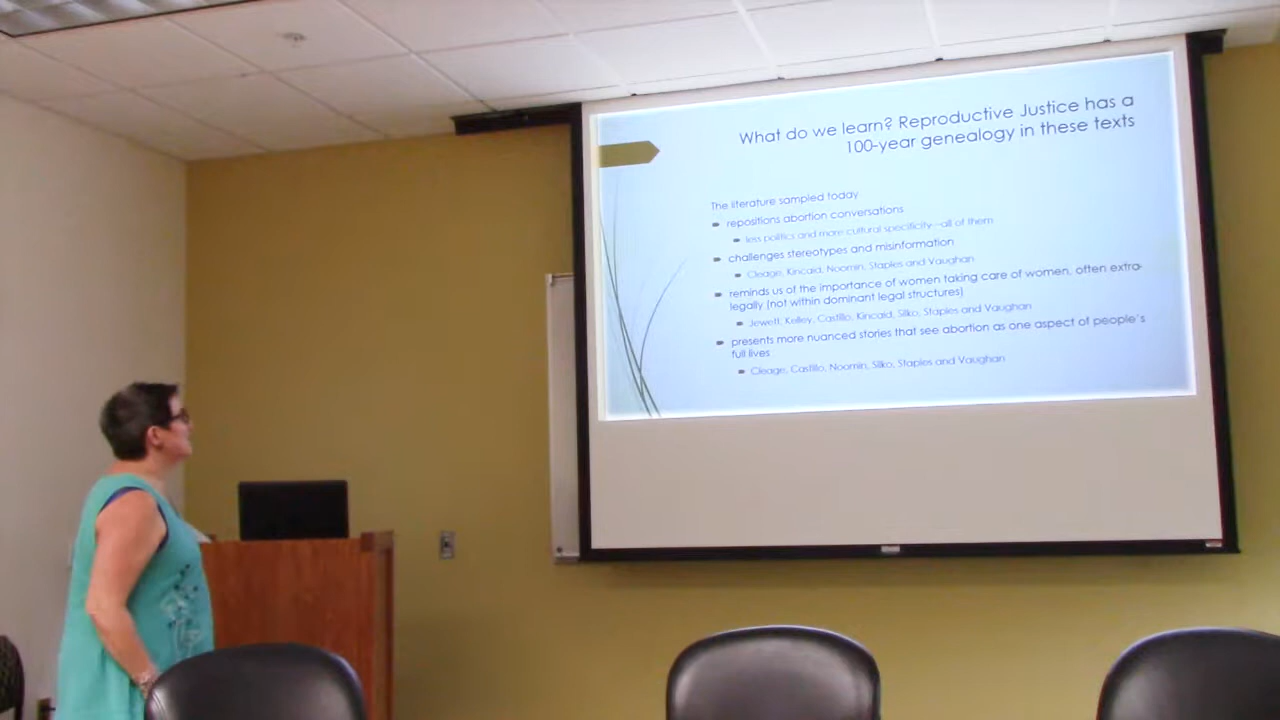 What do we learn? Reproductive Justice has a
100-year genealogy in these texts
The literature sampled today
repositions abortion conversations
less politics and more cultural specificity—all of them
challenges stereotypes and misinformation
Cleage, Kincaid, Noomin, Staples and Vaughan
reminds us of the importance of women taking care of women, often extra-
legally (not within dominant legal structures)
Jewett, Kelley, Castillo, Kincaid, Silko, Staples and Vaughan
presents more nuanced stories that see abortion as one aspect of people's
full lives
Cleage, Castillo, Noomin, Silko, Staples and Vaughan